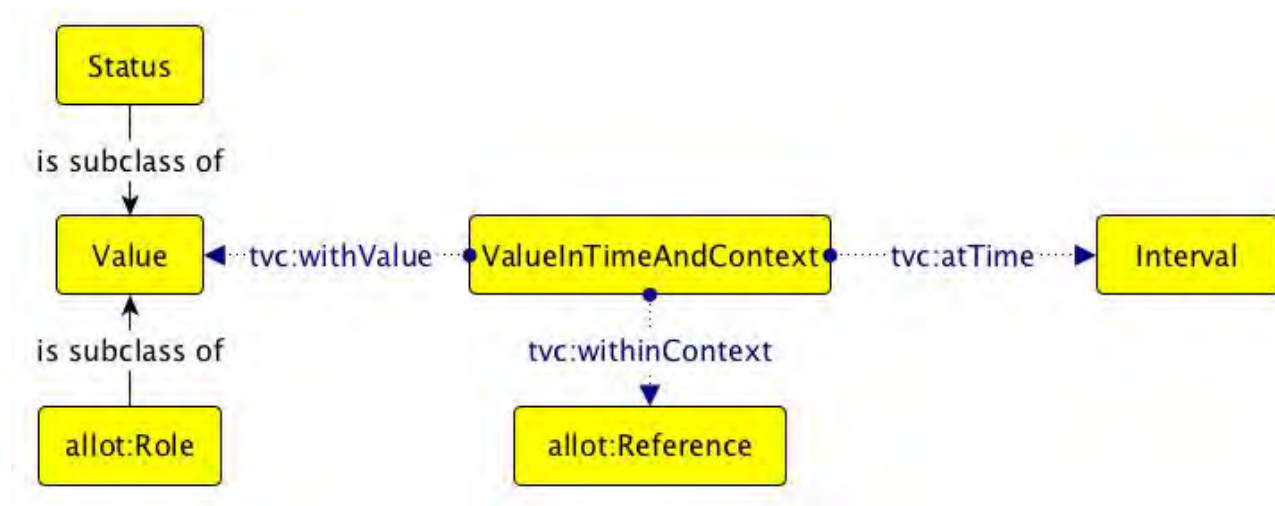 Status
is subclass of
Value
tvc:withValue
ValueInTimeAndContext
tvc:atTime
Interval
is subclass of
tvc:withinContext
allot:Role
allot:Reference